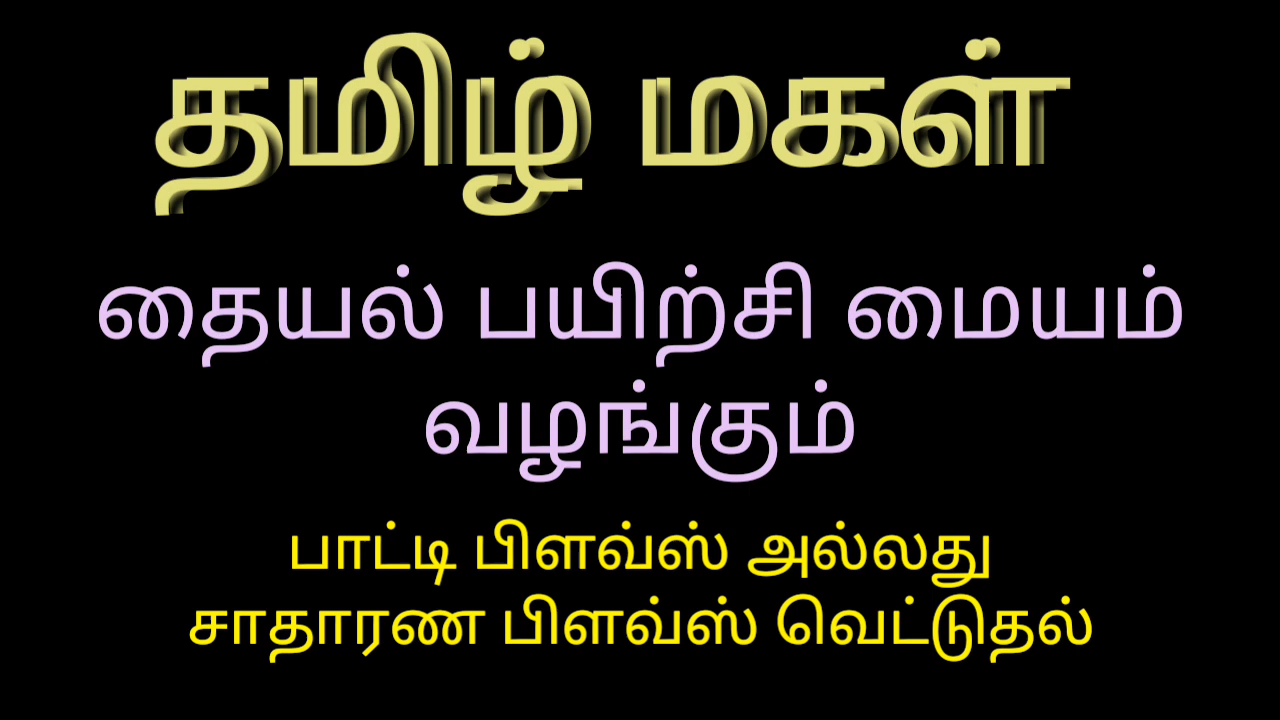 தமிழ் மகள்
தையல் பயிற்சி மையம்
வழங்கும்
பாட்டி பிளவ்ஸ் அல்லது
சாதாரண பிளவ்ஸ் வெட்டுதல்